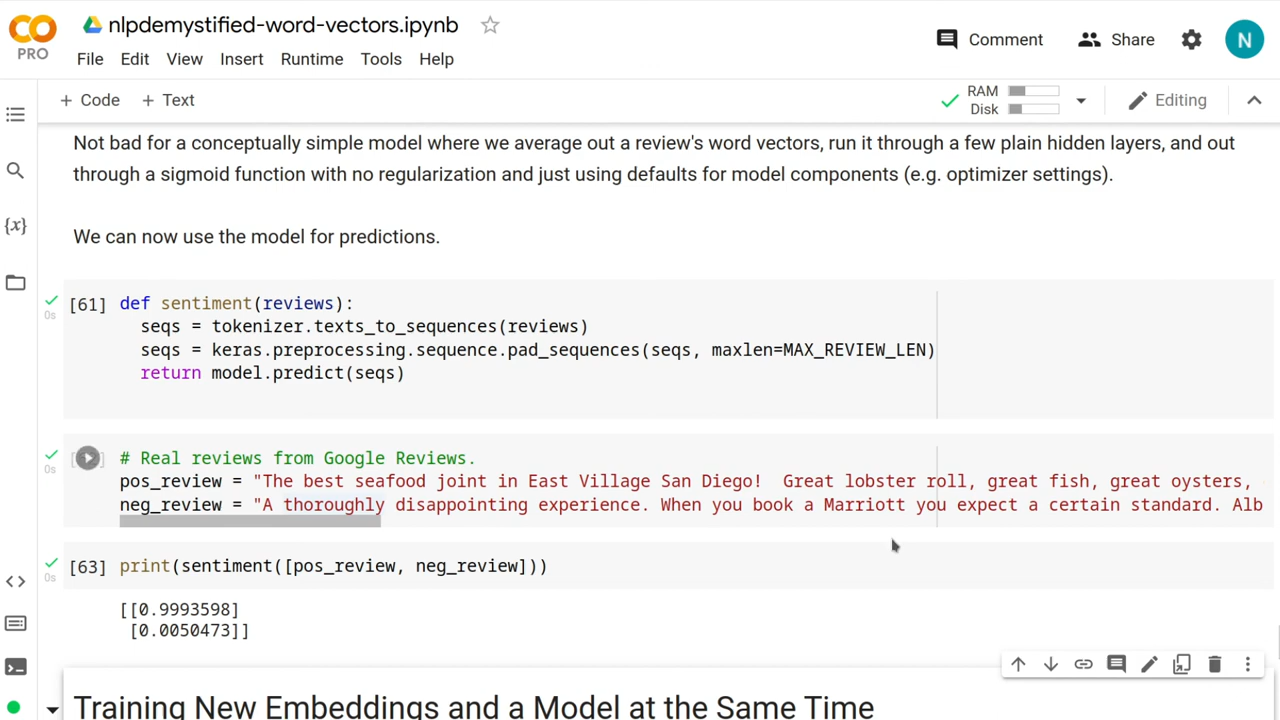 nlpdemystified-word-vectors.ipynb
PRO
File Edit View Insert Runtime Tools Help
Comment Share N
+ Code + Text
RAM
Disk
Editing
Not bad for a conceptually simple model where we average out a review's word vectors, run it through a few plain hidden layers, and out
through a sigmoid function with no regularization and just using defaults for model components (e.g. optimizer settings).
We can now use the model for predictions.
{x}
[61] def sentiment(reviews):
0s
seqs = tokenizer.texts_to_sequences(reviews)
seqs = keras.preprocessing.sequence.pad_sequences(seqs, maxlen=MAX_REVIEW_LEN)
return model.predict(seqs)
# Real reviews from Google Reviews.
0s
pos_review = "The best seafood joint in East Village San Diego!  Great lobster roll, great fish, great oysters,
neg_review = "A thoroughly disappointing experience. When you book a Marriott you expect a certain standard. Alb
[63] print(sentiment([pos_review, neg_review]))
0s
[[0.9993598]
[0.0050473]]
Training New Embeddings and a Model at the Same Time